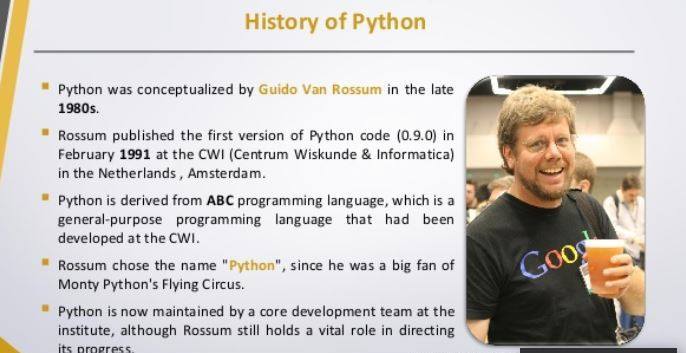 History of Python
Python was conceptualized by Guido Van Rossum in the late
1980s.
Rossum published the first version of Python code (0.9.0) in
February 1991 at the CWI (Centrum Wiskunde & Informatica)
in the Netherlands , Amsterdam.
Python is derived from ABC programming language, which is a
general-purpose programming language that had been
developed at the CWI.
Rossum chose the name "Python", since he was a big fan of
Monty Python's Flying Circus.
Python is now maintained by a core development team at the
institute, although Rossum still holds a vital role in directing
its progress.
Goog